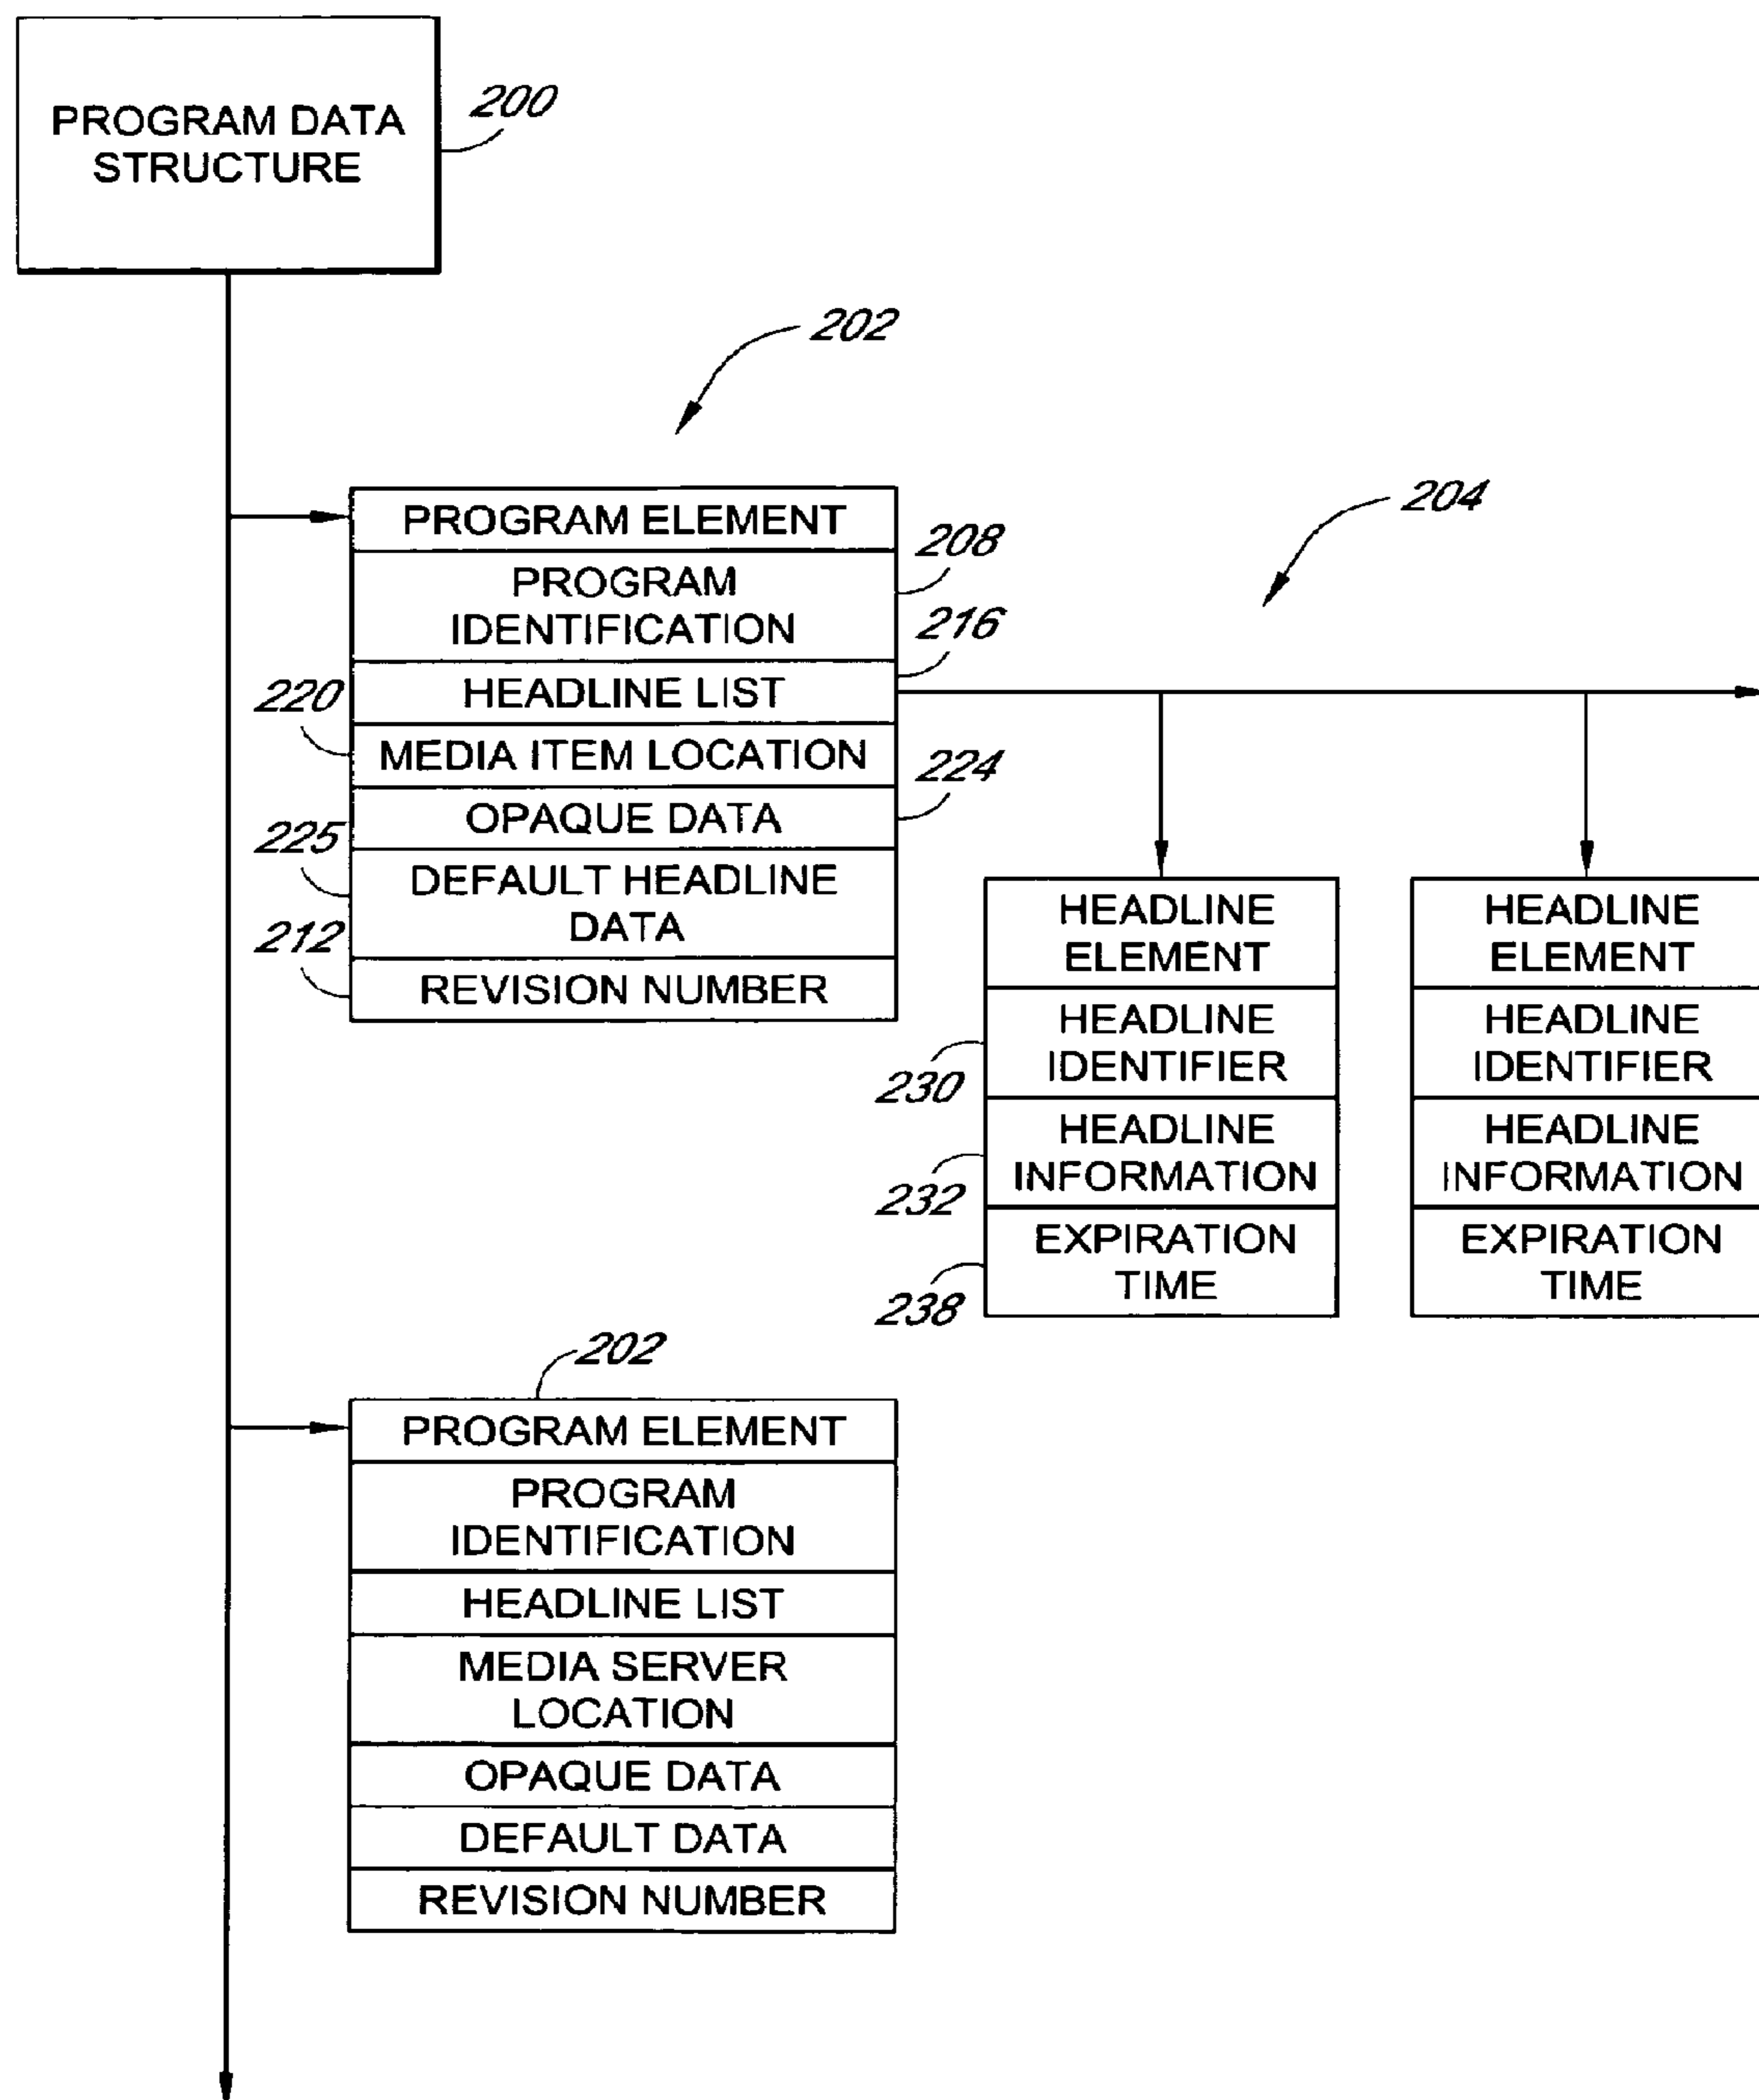 PROGRAM DATA
STRUCTURE
200
202
204
PROGRAM ELEMENT
208
PROGRAM
IDENTIFICATION
216
HEADLINE LIST
220
MEDIA ITEM LOCATION
224
OPAQUE DATA
225
DEFAULT HEADLINE
DATA
212
REVISION NUMBER
HEADLINE
ELEMENT
HEADLINE
IDENTIFIER
230
HEADLINE
INFORMATION
232
EXPIRATION
TIME
238
HEADLINE
ELEMENT
HEADLINE
IDENTIFIER
HEADLINE
INFORMATION
EXPIRATION
TIME
202
PROGRAM ELEMENT
PROGRAM
IDENTIFICATION
HEADLINE LIST
MEDIA SERVER
LOCATION
OPAQUE DATA
DEFAULT DATA
REVISION NUMBER